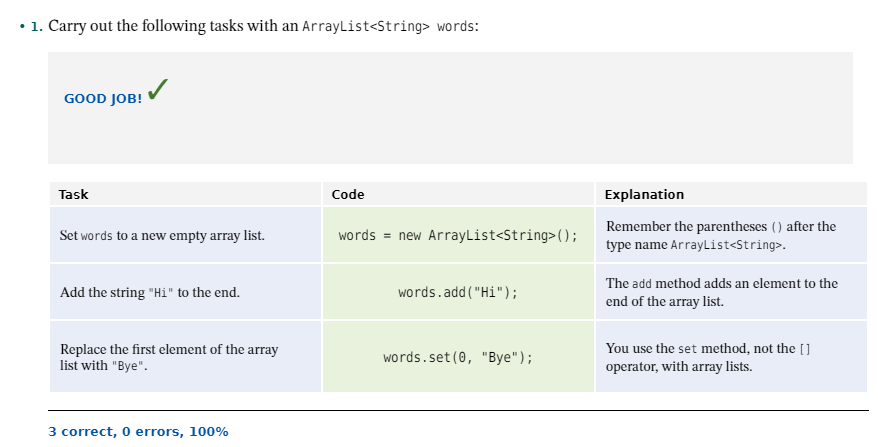 • 1. Carry out the following tasks with an ArrayList<String> words:
GOOD JOB! ✓
Task Code Explanation
Set words to a new empty array list.
words = new ArrayList<String>();
Remember the parentheses () after the
type name ArrayList<String>.
Add the string "Hi" to the end.
words.add("Hi");
The add method adds an element to the
end of the array list.
Replace the first element of the array
list with "Bye".
words.set(0, "Bye");
You use the set method, not the []
operator, with array lists.
3 correct, 0 errors, 100%